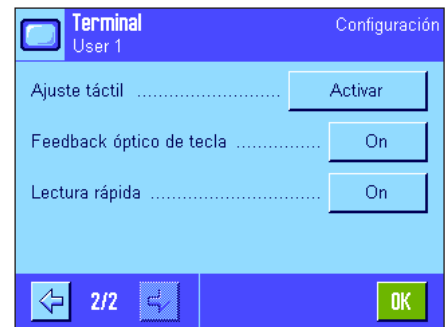 Terminal Configuración
User 1
Ajuste táctil ............................ Activar
Feedback óptico de tecla ................ On
Lectura rápida ................................. On
2/2 OK